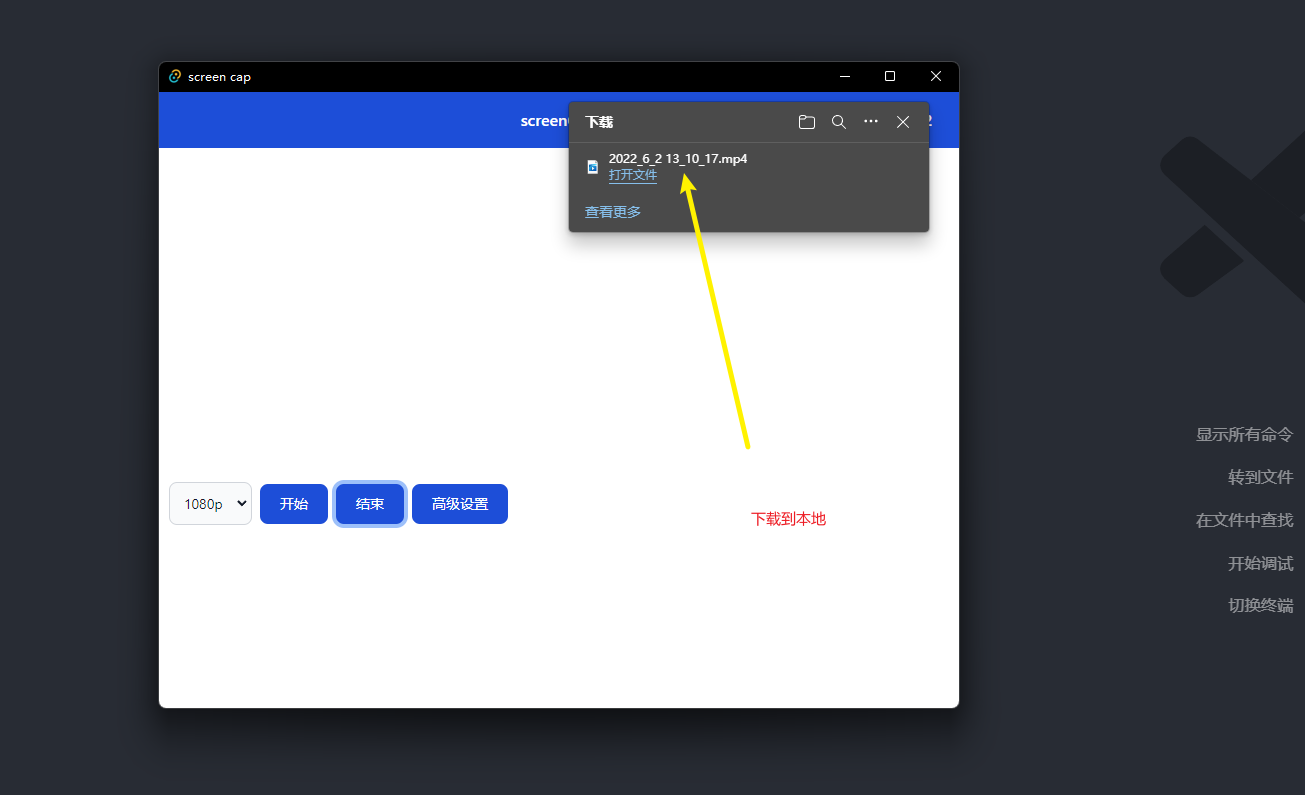 screen cap
screen
下载
2022_6_2 13_10_17.mp4
打开文件
查看更多
1080p
开始
结束
高级设置
下载到本地
显示所有命令
转到文件
在文件中查找
开始调试
切换终端